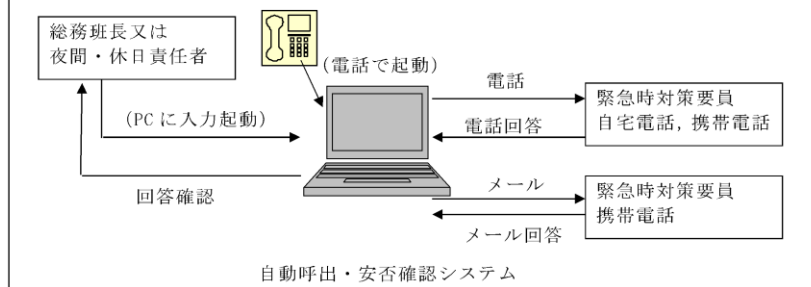 総務班長又は
夜間・休日責任者
(電話で起動)
電話
緊急時対策要員
自宅電話，携帯電話
(PCに入力起動)
電話回答
回答確認
メール
緊急時対策要員
携帯電話
メール回答
自動呼出・安否確認システム